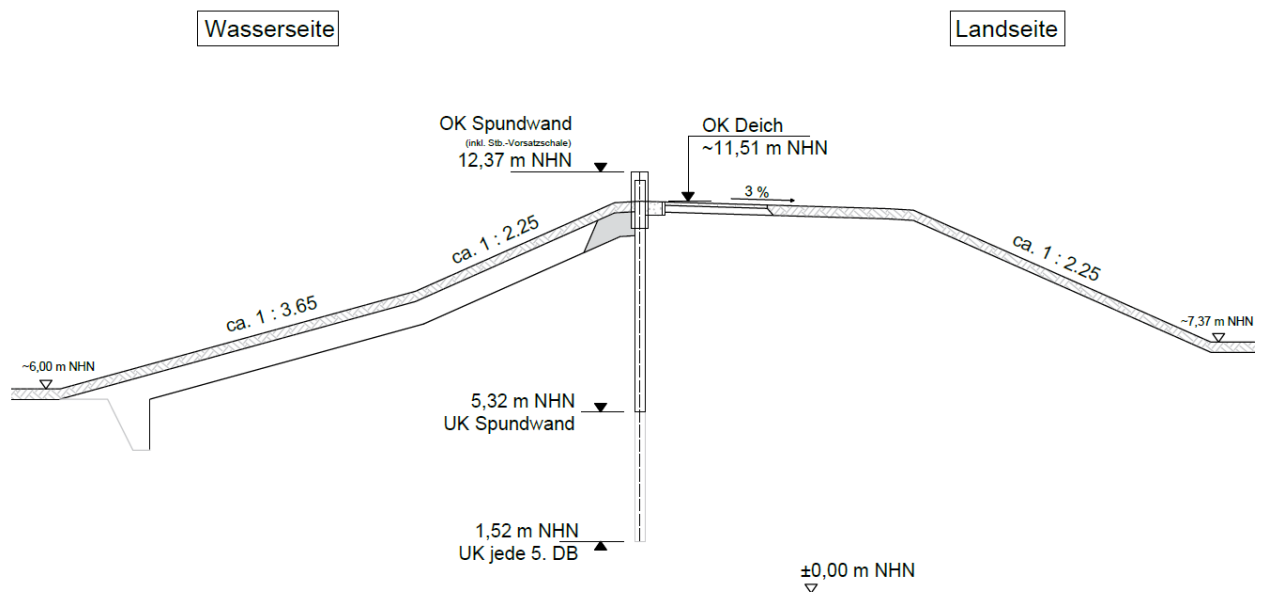 Wasserseite
Landseite
OK Spundwand
(inkl. Stb.-Vorsatzschale)
12,37 m NHN
OK Deich
~11,51 m NHN
3 %
ca. 1 : 2.25
ca. 1 : 2.25
ca. 1 : 3.65
~7,37 m NHN
~6,00 m NHN
5,32 m NHN
UK Spundwand
1,52 m NHN
UK jede 5. DB
±0,00 m NHN